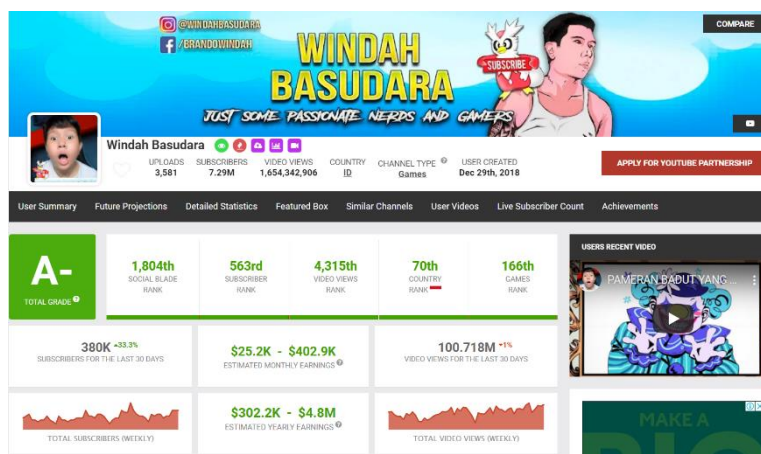 @WINDAHBASUDARA
/BRANDOWINDAH
WINDAH
BASUDARA
JUST SOME PASSIONATE NERDS AND GAMERS
SUBSCRIBE
COMPARE
Windah Basudara
UPLOADS
3,581
SUBSCRIBERS
7.29M
VIDEO VIEWS
1,654,342,906
COUNTRY
ID
CHANNEL TYPE
Games
USER CREATED
Dec 29th, 2018
APPLY FOR YOUTUBE PARTNERSHIP
User Summary Future Projections Detailed Statistics Featured Box Similar Channels User Videos Live Subscriber Count Achievements
A-
TOTAL GRADE
1,804th
SOCIAL BLADE
RANK
563rd
SUBSCRIBER
RANK
4,315th
VIDEO VIEWS
RANK
70th
COUNTRY
RANK
166th
GAMES
RANK
USERS RECENT VIDEO
PAMERAN BADUT YANG ...
380K +33.3%
SUBSCRIBERS FOR THE LAST 30 DAYS
$25.2K - $402.9K
ESTIMATED MONTHLY EARNINGS
100.718M -1%
VIDEO VIEWS FOR THE LAST 30 DAYS
TOTAL SUBSCRIBERS (WEEKLY)
$302.2K - $4.8M
ESTIMATED YEARLY EARNINGS
TOTAL VIDEO VIEWS (WEEKLY)
MAKE A